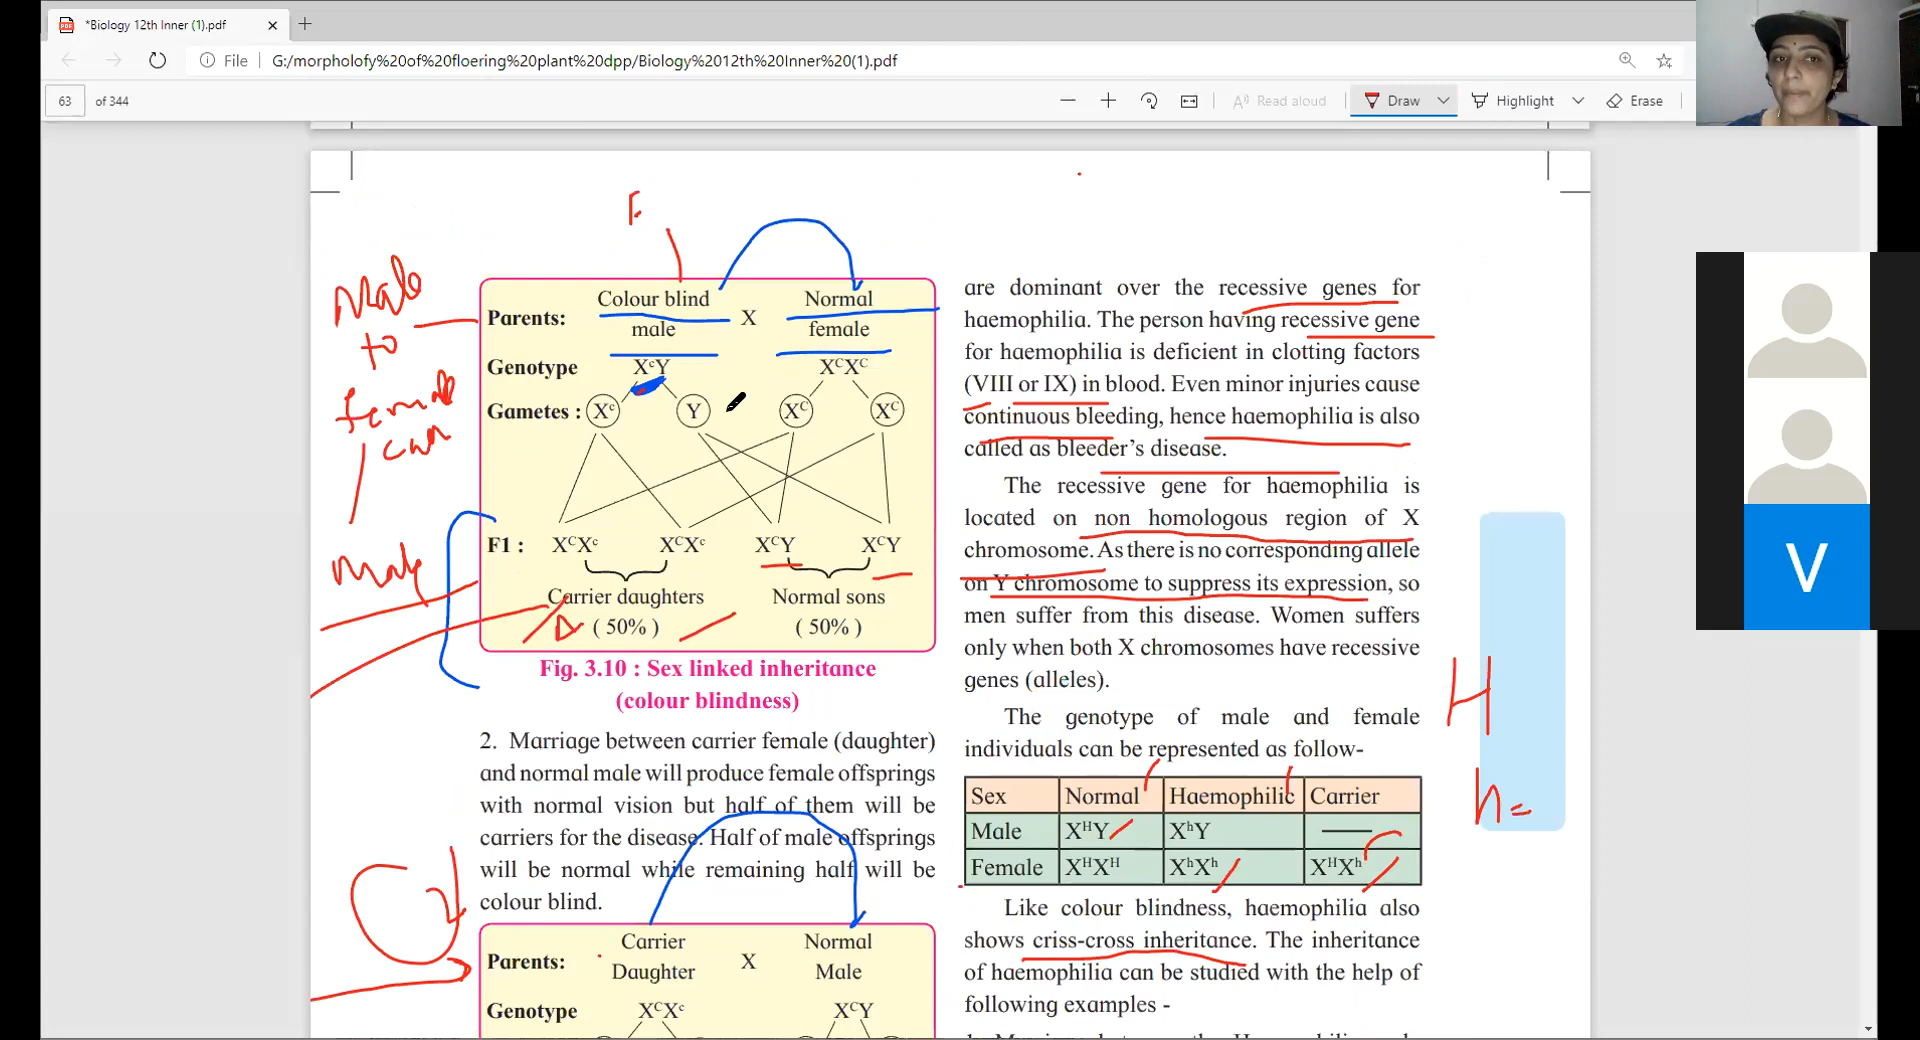 *Biology 12th Inner (1).pdf
File
G:/morpholofy%20of%20floering%20plant%20dpp/Biology%2012th%20Inner%20(1).pdf
63 of 344
Read aloud
Draw
Highlight
Erase
Male
to
female
can
Male
Parents: Colour blind male X Normal female
Genotype XᶜY XᶜXᶜ
Gametes : Xᶜ Y Xᶜ Xᶜ
F1 : XᶜXᶜ XᶜXᶜ XᶜY XᶜY
Carrier daughters Normal sons
( 50% ) ( 50% )
Fig. 3.10 : Sex linked inheritance
(colour blindness)
2. Marriage between carrier female (daughter)
and normal male will produce female offsprings
with normal vision but half of them will be
carriers for the disease. Half of male offsprings
will be normal while remaining half will be
colour blind.
Parents: Carrier Daughter X Normal Male
Genotype XᶜXᶜ XᶜY
are dominant over the recessive genes for
haemophilia. The person having recessive gene
for haemophilia is deficient in clotting factors
(VIII or IX) in blood. Even minor injuries cause
continuous bleeding, hence haemophilia is also
called as bleeder’s disease.
The recessive gene for haemophilia is
located on non homologous region of X
chromosome. As there is no corresponding allele
on Y chromosome to suppress its expression, so
men suffer from this disease. Women suffers
only when both X chromosomes have recessive
genes (alleles).
The genotype of male and female
individuals can be represented as follow-
Sex Normal Haemophilic Carrier
Male XᴴY XʰY —
Female XᴴXᴴ XʰXʰ XᴴXʰ
Like colour blindness, haemophilia also
shows criss-cross inheritance. The inheritance
of haemophilia can be studied with the help of
following examples -
H
h=
V